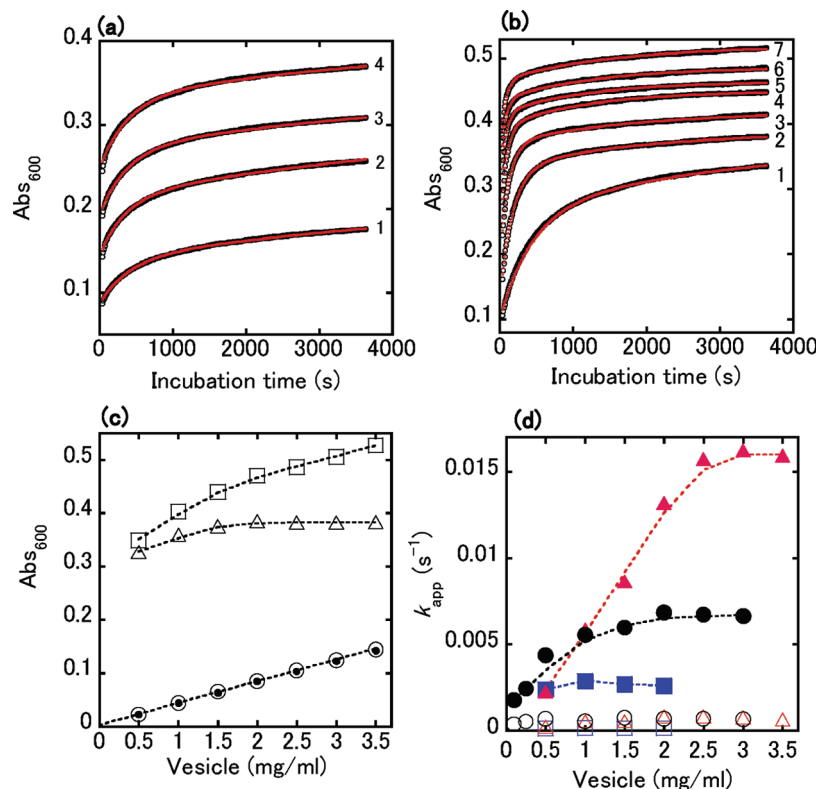 (a)
0.4
0.3
0.2
0.1
Abs600
4
3
2
1
0 1000 2000 3000 4000
Incubation time (s)
(b)
0.5
0.4
0.3
0.2
0.1
Abs600
7
6
5
4
3
2
1
0 1000 2000 3000 4000
Incubation time (s)
(c)
0.5
0.4
0.3
0.2
0.1
0
Abs600
0 0.5 1 1.5 2 2.5 3 3.5
Vesicle (mg/ml)
(d)
0.015
0.01
0.005
0
kapp (s−1)
0 0.5 1 1.5 2 2.5 3 3.5
Vesicle (mg/ml)